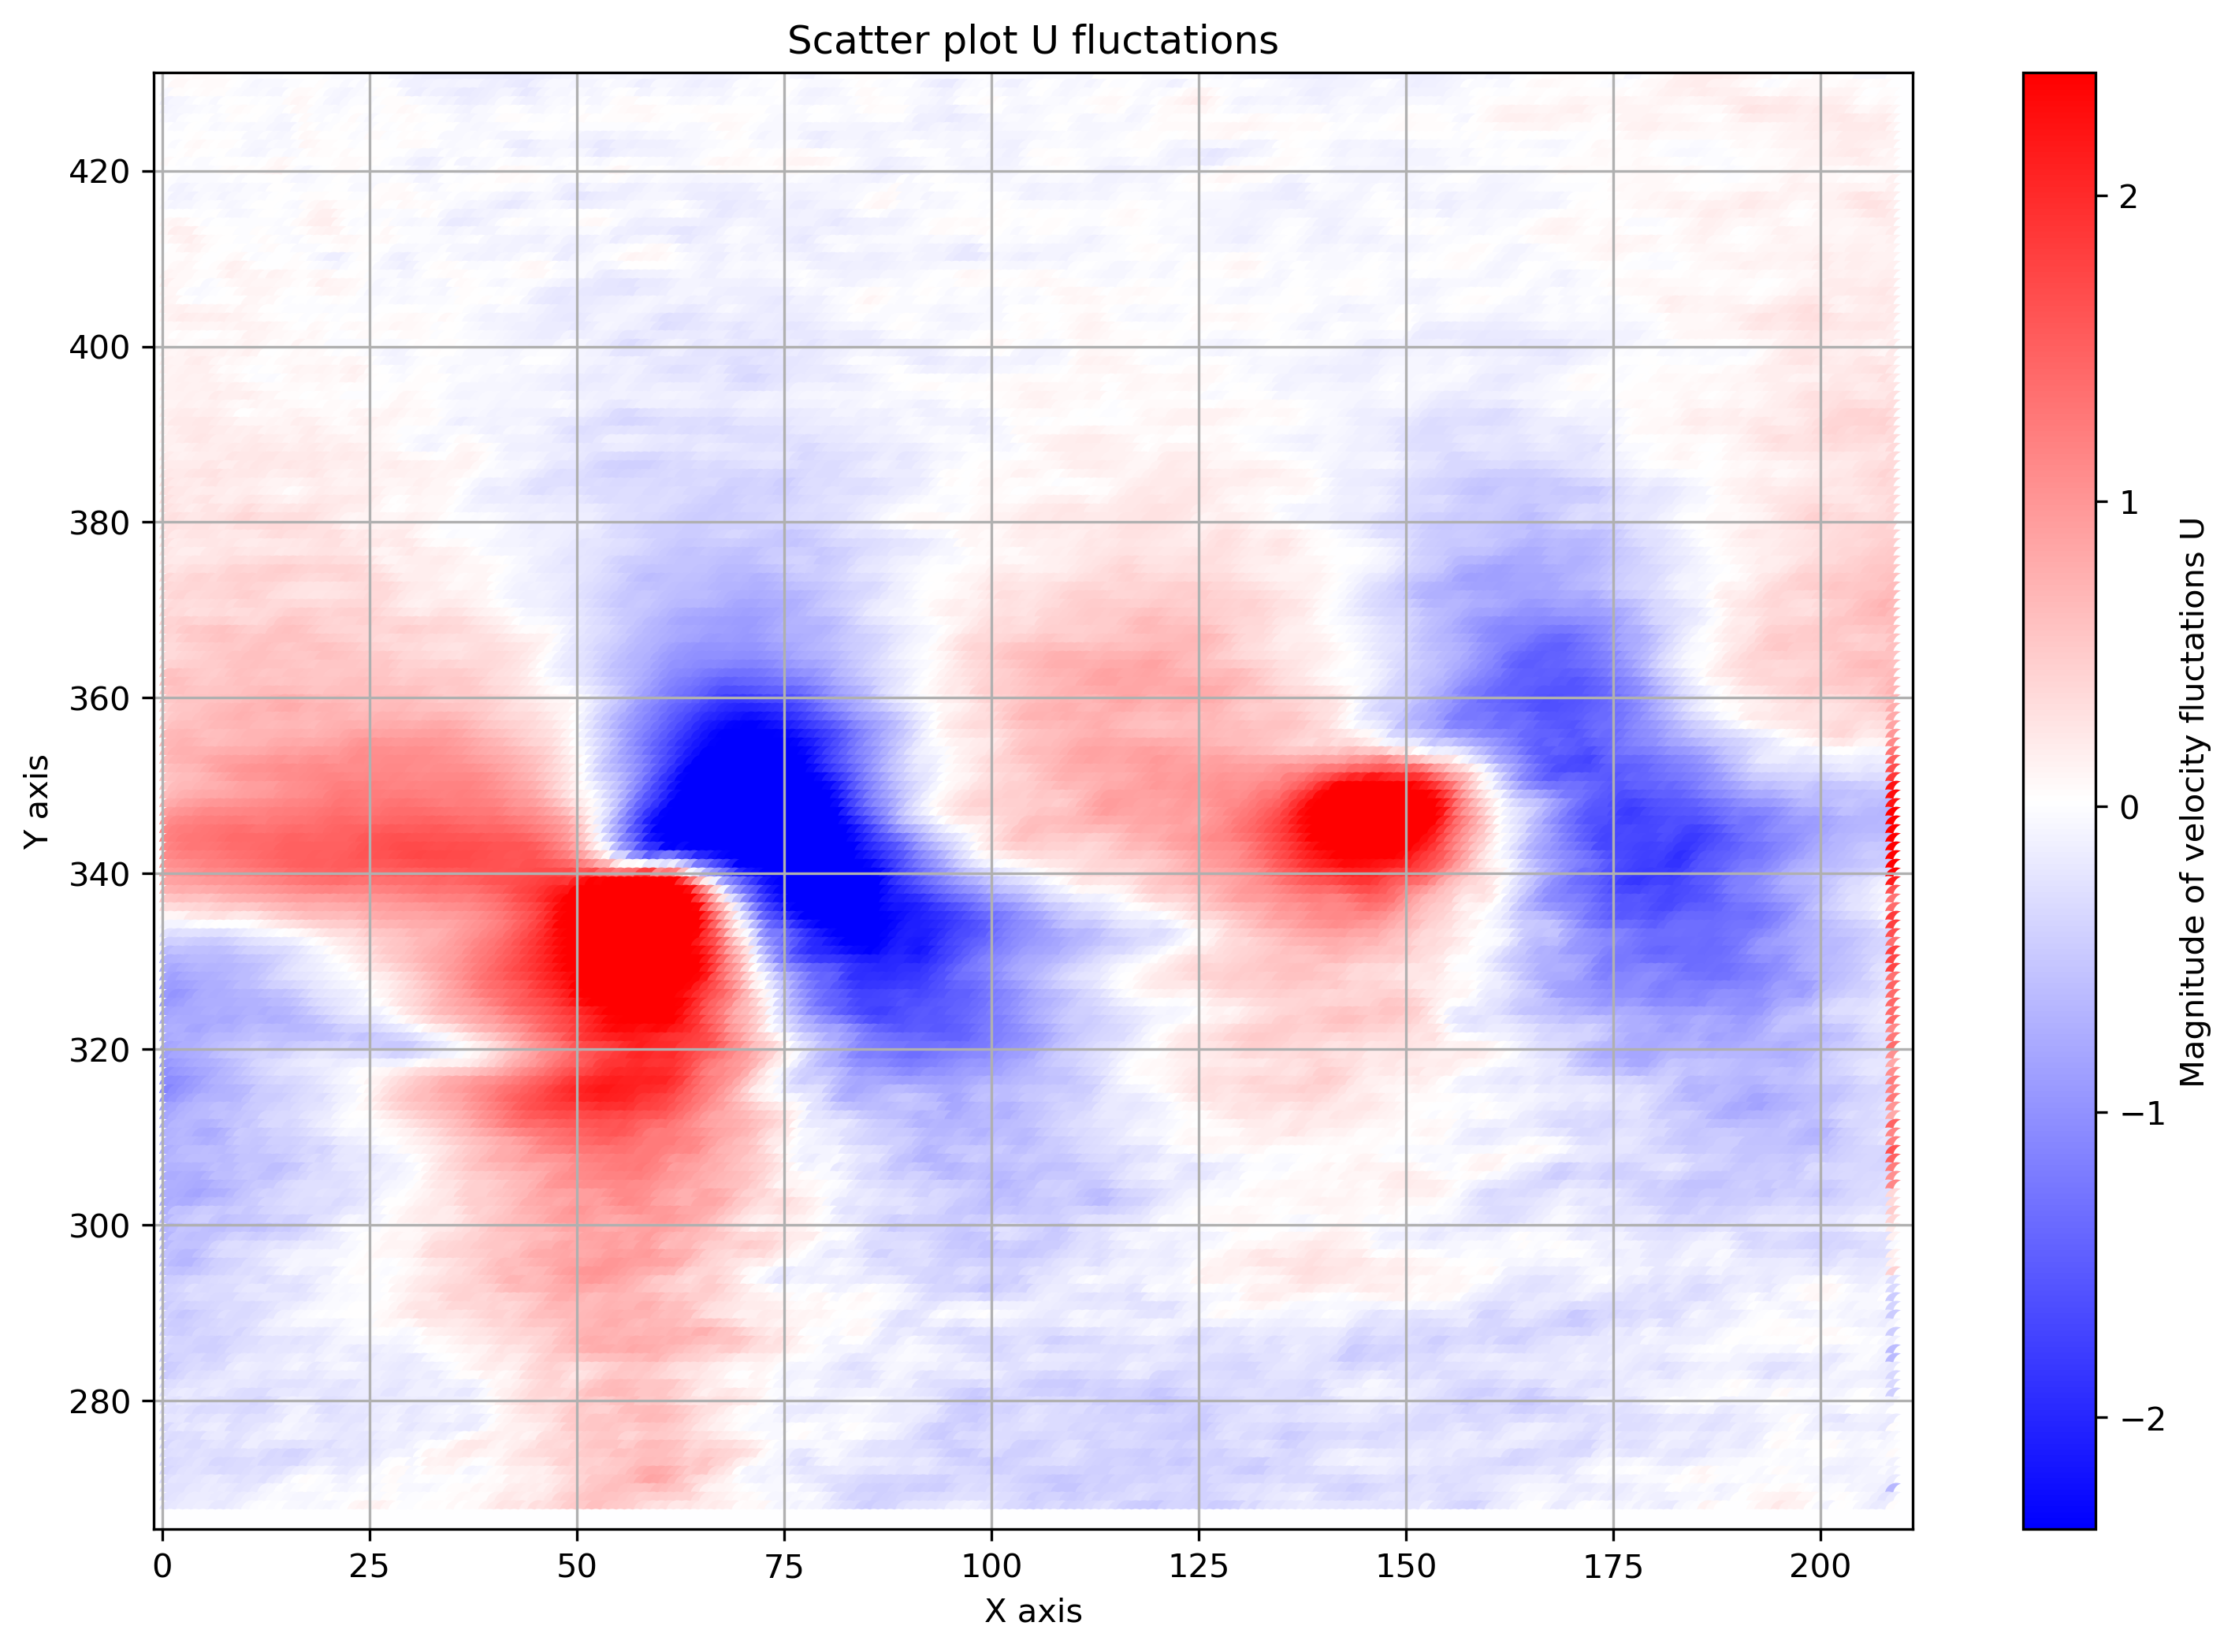 Scatter plot U fluctations
420
400
380
360
340
320
300
280
Y axis
0 25 50 75 100 125 150 175 200
X axis
2
1
0
−1
−2
Magnitude of velocity fluctations U